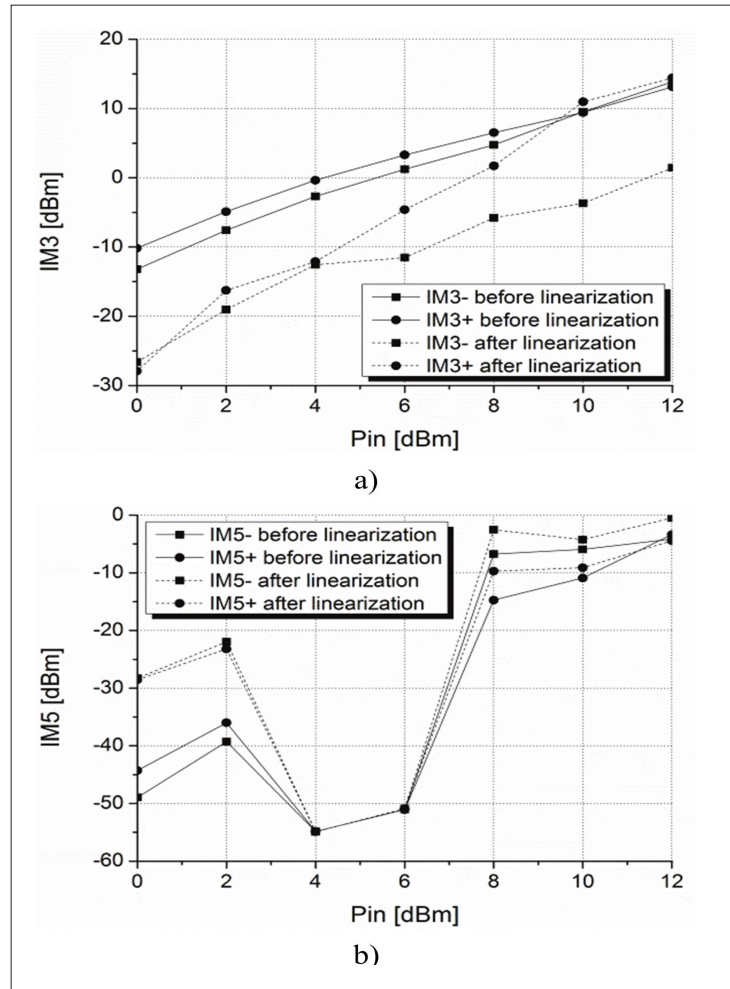 20
10
0
-10
-20
-30
IM3 [dBm]
IM3- before linearization
IM3+ before linearization
IM3- after linearization
IM3+ after linearization
0 2 4 6 8 10 12
Pin [dBm]
a)
0
-10
-20
-30
-40
-50
-60
IM5 [dBm]
IM5- before linearization
IM5+ before linearization
IM5- after linearization
IM5+ after linearization
0 2 4 6 8 10 12
Pin [dBm]
b)